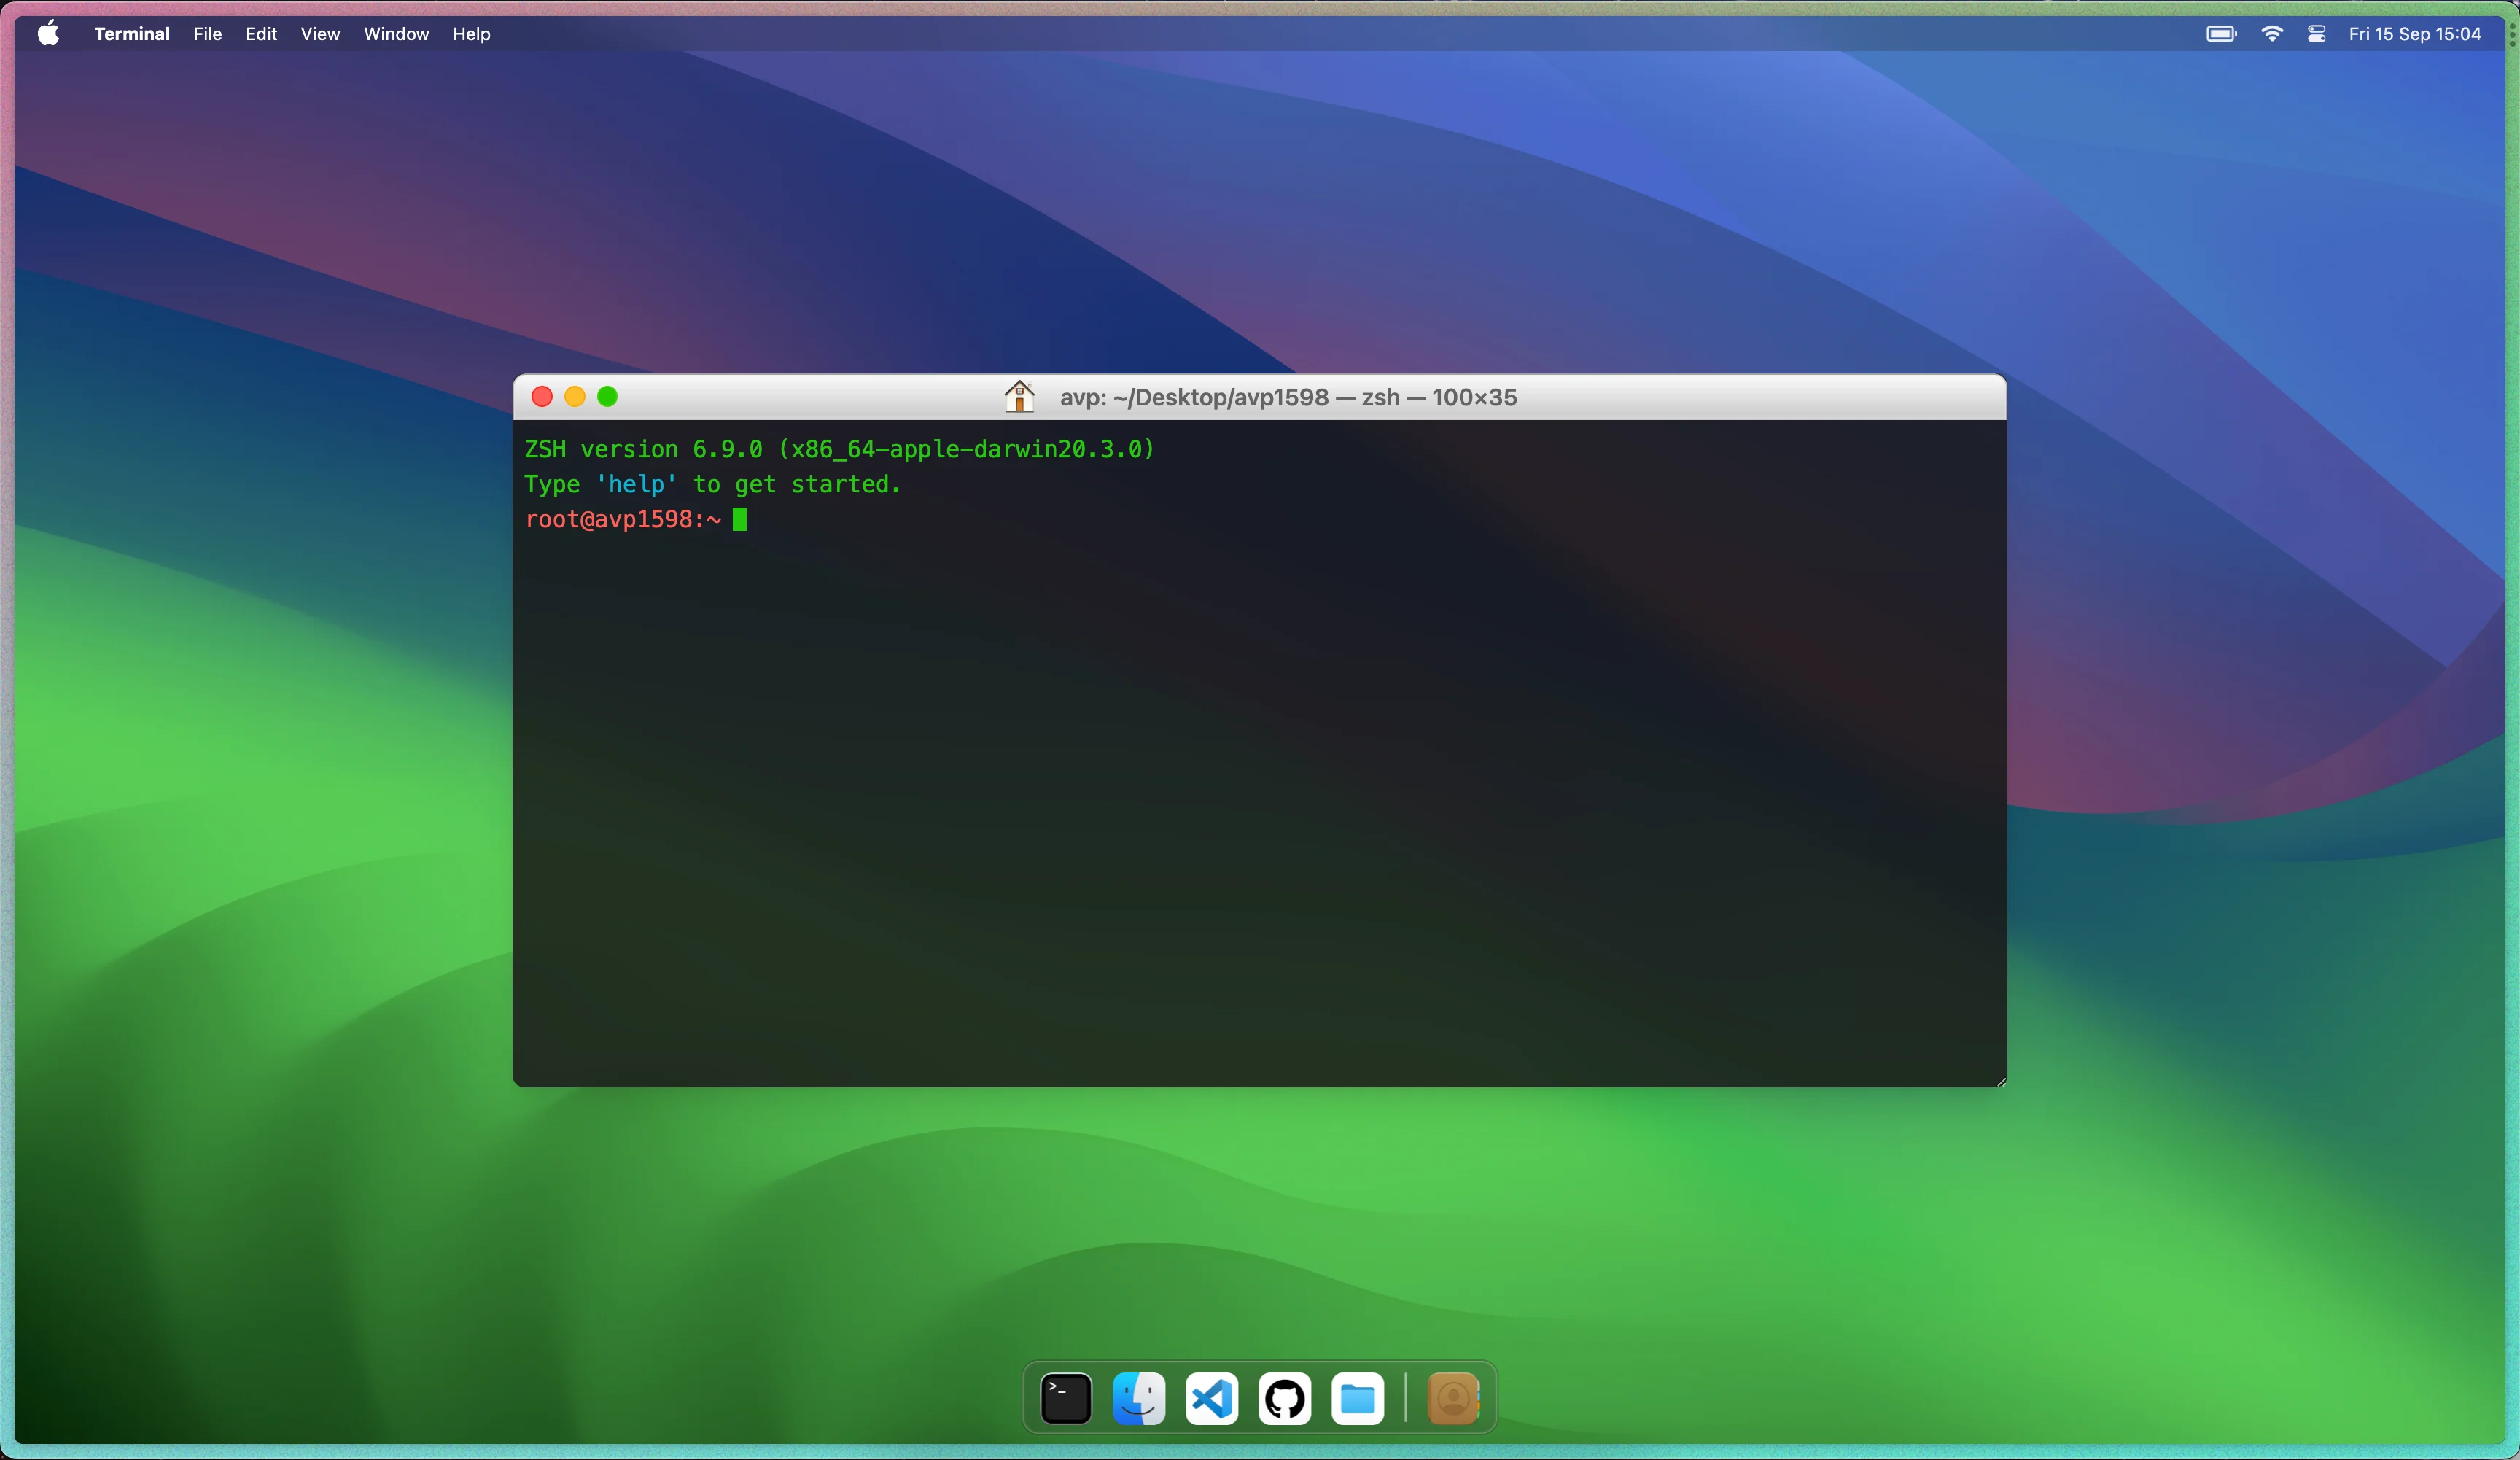 Terminal File Edit View Window Help Fri 15 Sep 15:04
avp: ~/Desktop/avp1598 — zsh — 100×35
ZSH version 6.9.0 (x86_64-apple-darwin20.3.0)
Type 'help' to get started.
root@avp1598:~
>_